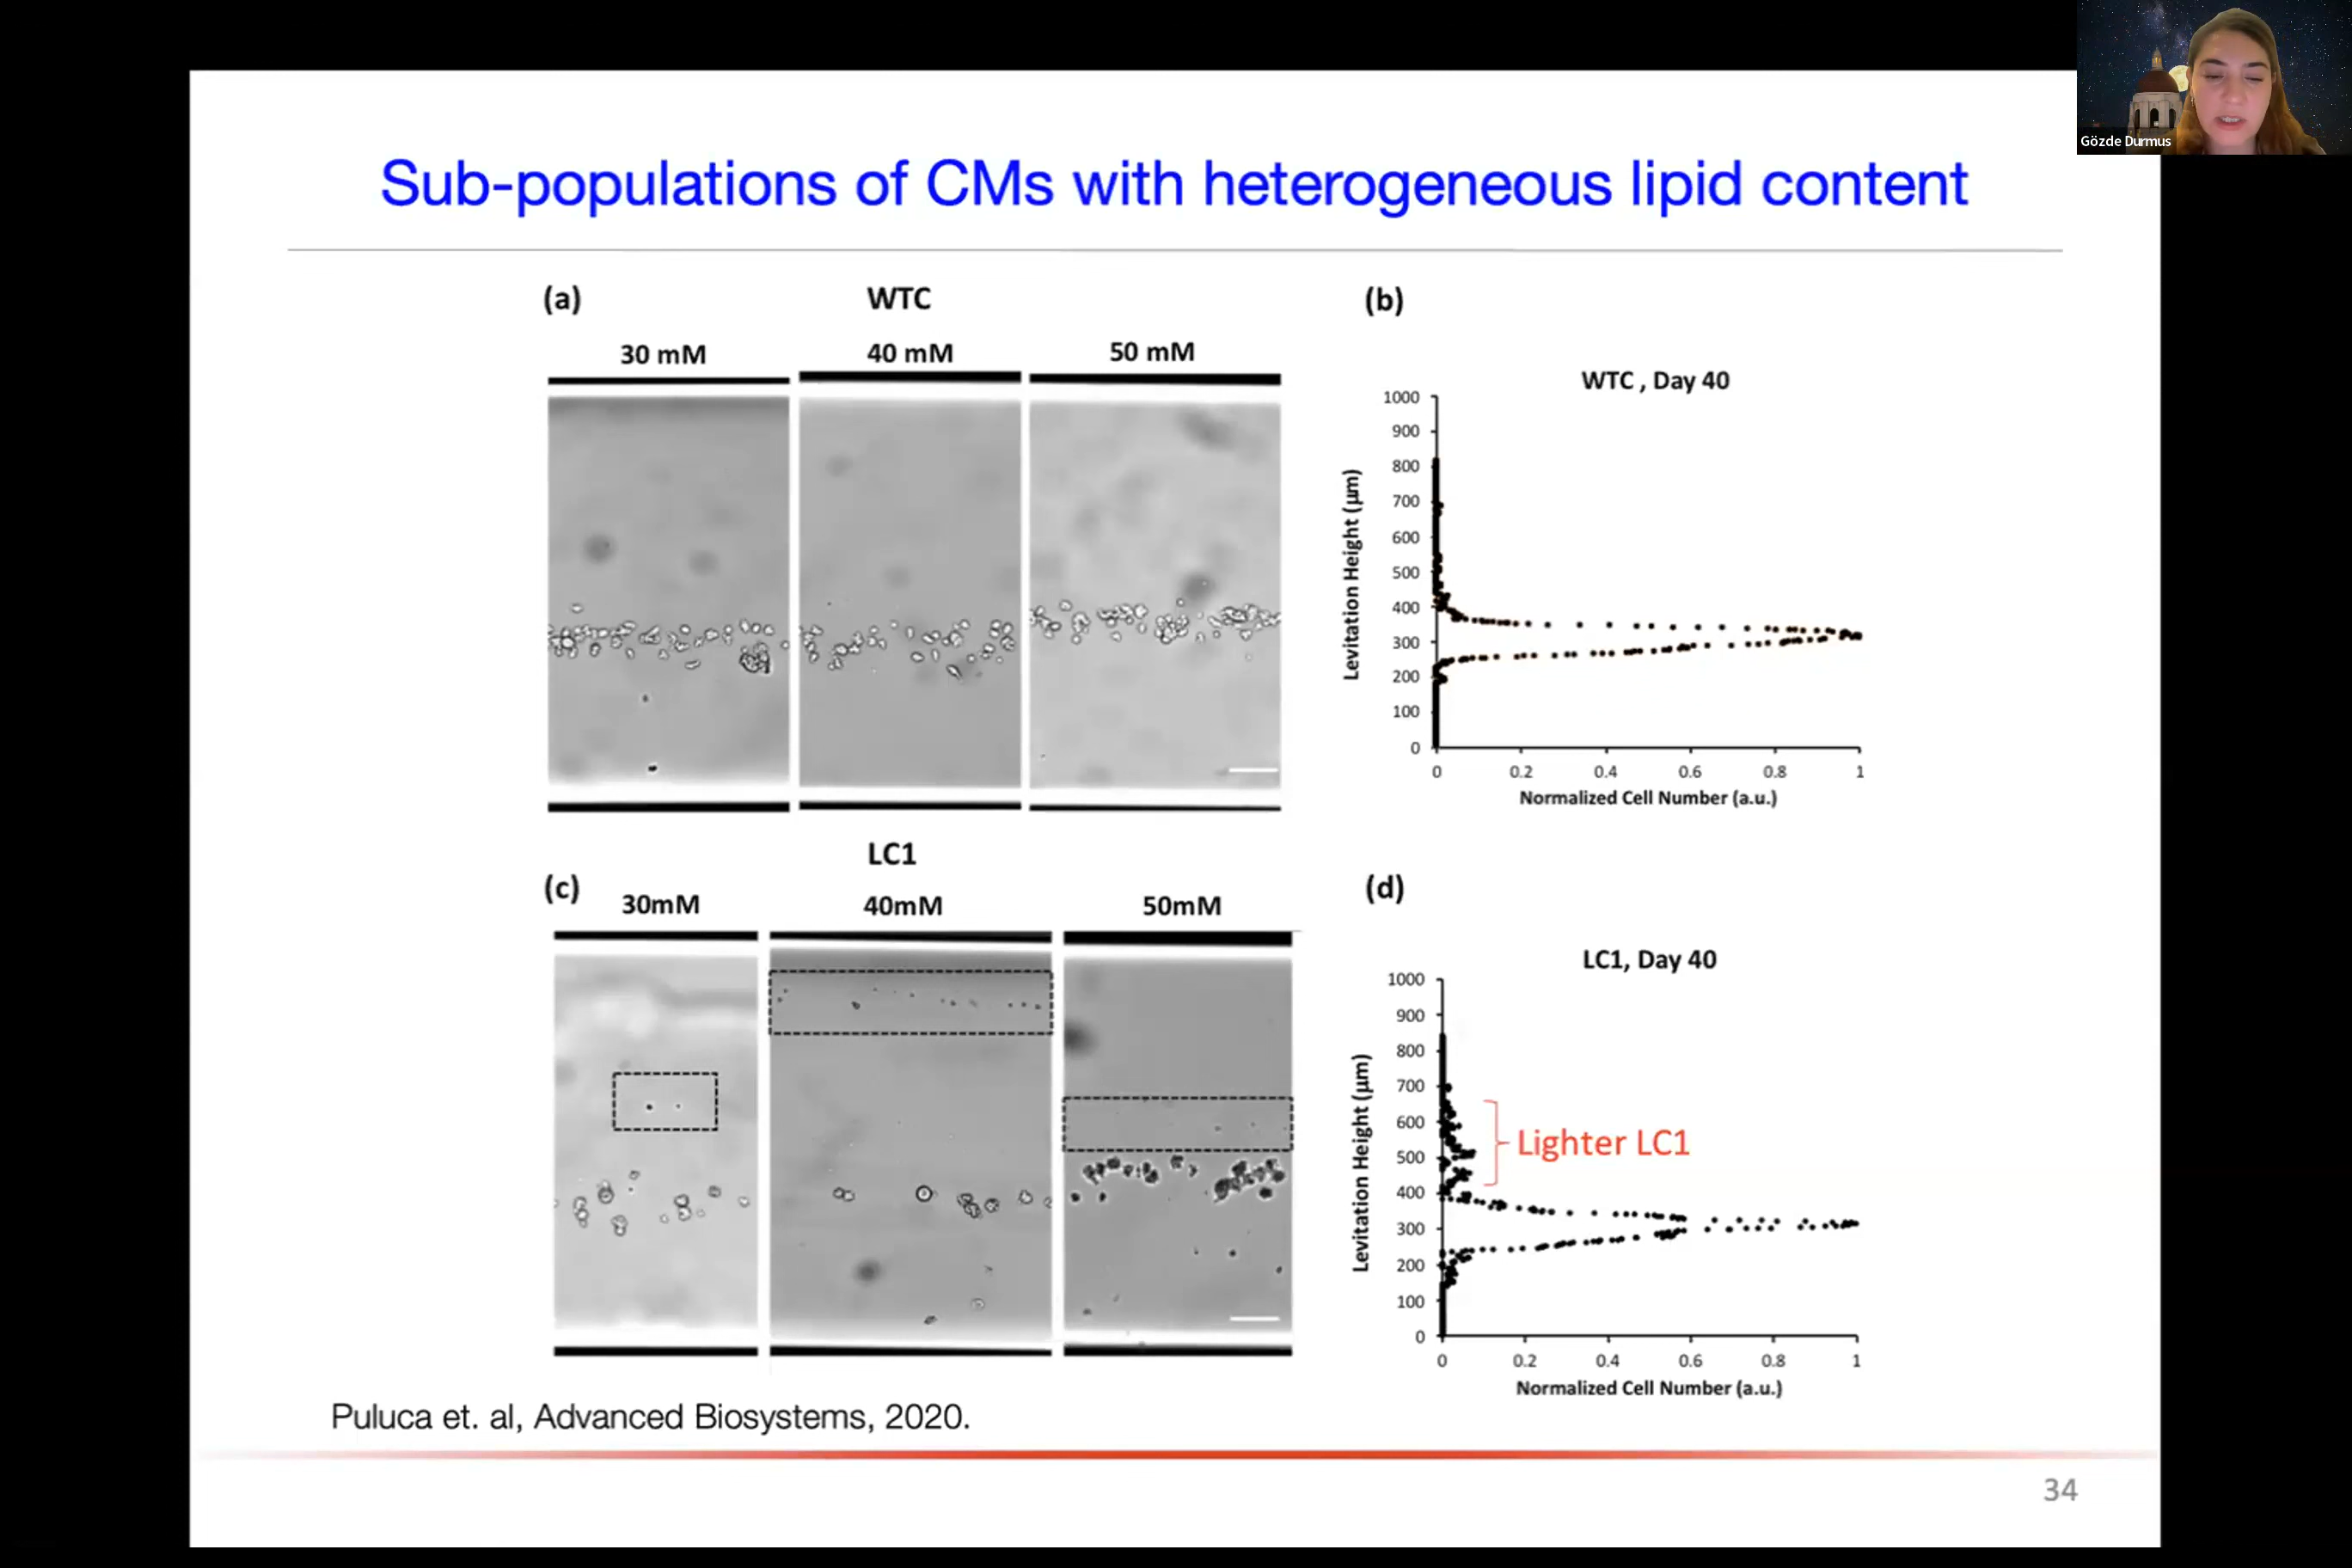 Gözde Durmus
Sub-populations of CMs with heterogeneous lipid content
(a)
WTC
30 mM
40 mM
50 mM
(b)
WTC , Day 40
Levitation Height (µm)
1000
900
800
700
600
500
400
300
200
100
0
0 0.2 0.4 0.6 0.8 1
Normalized Cell Number (a.u.)
LC1
(c)
30mM
40mM
50mM
(d)
LC1, Day 40
Levitation Height (µm)
1000
900
800
700
600
500
400
300
200
100
0
Lighter LC1
0 0.2 0.4 0.6 0.8 1
Normalized Cell Number (a.u.)
Puluca et. al, Advanced Biosystems, 2020.
34